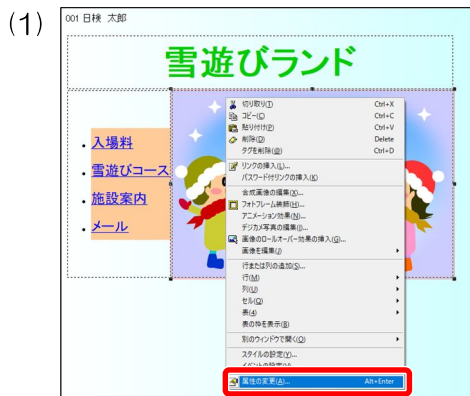 (1)
001 日検 太郎
雪遊びランド
・入場料
・雪遊びコース
・施設案内
・メール
切り取り(T) Ctrl+X
コピー(C) Ctrl+C
貼り付け(P) Ctrl+V
削除(D) Delete
タグを削除(@) Ctrl+D
リンクの挿入(L)...
パスワード付リンクの挿入(K)
合成画像の編集(X)...
フォトフレーム装飾(H)...
アニメーション効果(N)...
デジカメ写真の編集(I)...
画像のロールオーバー効果の挿入(G)...
画像を編集(J)
行または列の追加(S)...
行(M)
列(U)
セル(Q)
表(4)
表の枠を表示(B)
別のウィンドウで開く(O)
スタイルの設定(Y)...
属性の変更(A)... Alt+Enter